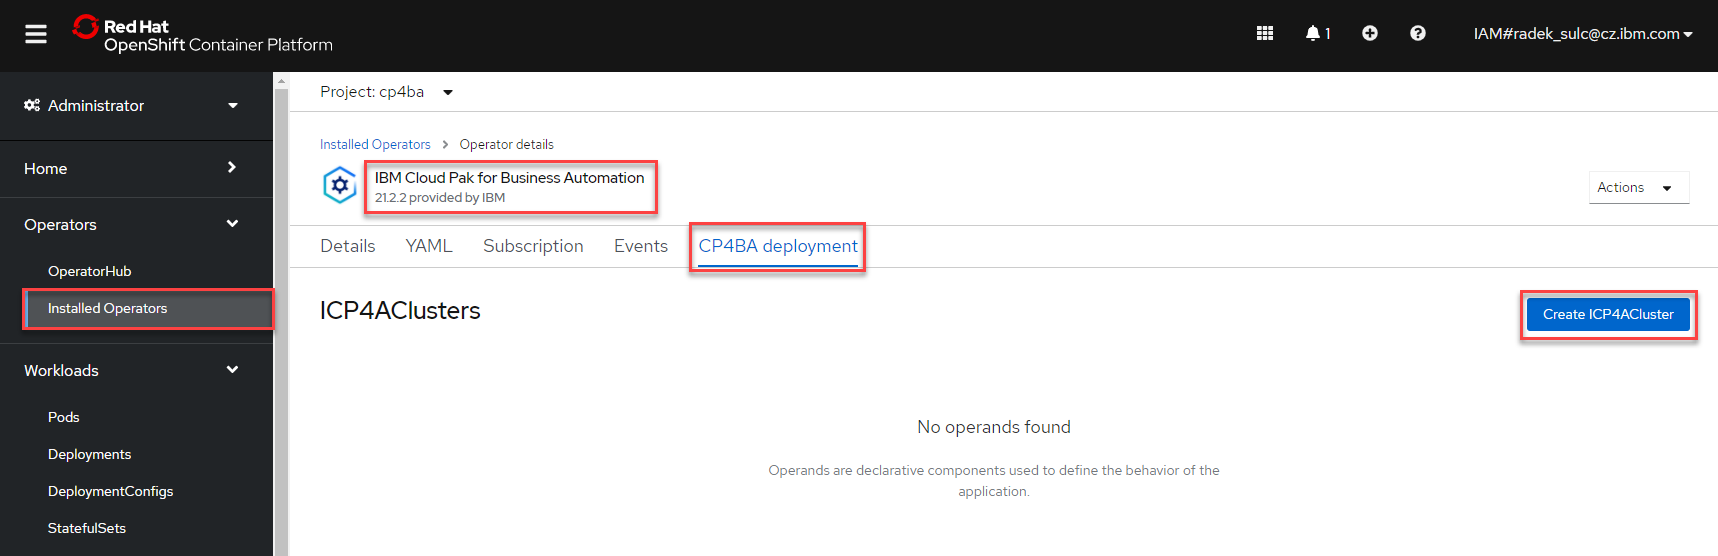 Red Hat
OpenShift Container Platform
1
IAM#radek_sulc@cz.ibm.com
Administrator
Home
Operators
OperatorHub
Installed Operators
Workloads
Pods
Deployments
DeploymentConfigs
StatefulSets
Project: cp4ba
Installed Operators > Operator details
IBM Cloud Pak for Business Automation
21.2.2 provided by IBM
Actions
Details YAML Subscription Events CP4BA deployment
ICP4AClusters
Create ICP4ACluster
No operands found
Operands are declarative components used to define the behavior of the
application.